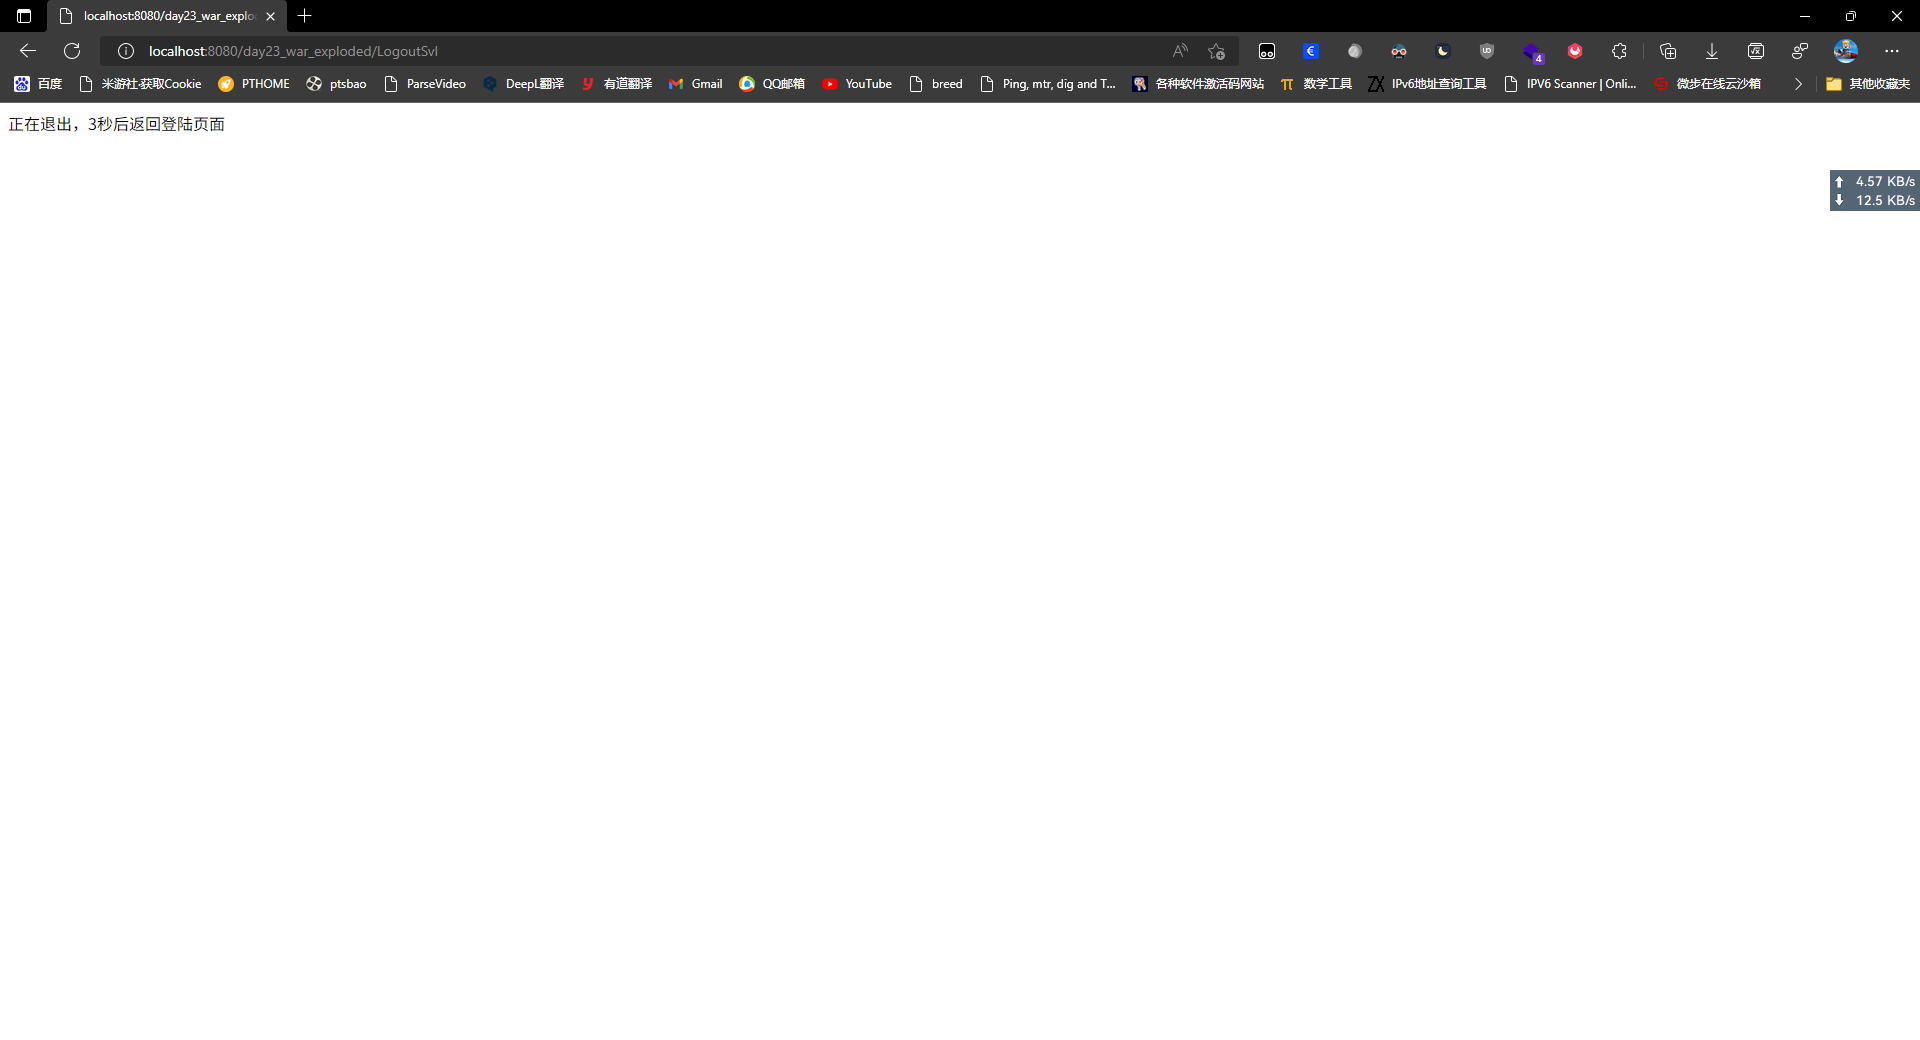 localhost:8080/day23_war_explo
localhost:8080/day23_war_exploded/LogoutSvl
4
百度 米游社·获取Cookie PTHOME ptsbao ParseVideo DeepL翻译 有道翻译 Gmail QQ邮箱 YouTube breed Ping, mtr, dig and T... 各种软件激活码网站 数学工具 IPv6地址查询工具 IPV6 Scanner | Onli... 微步在线云沙箱 其他收藏夹
正在退出，3秒后返回登陆页面
4.57 KB/s
12.5 KB/s